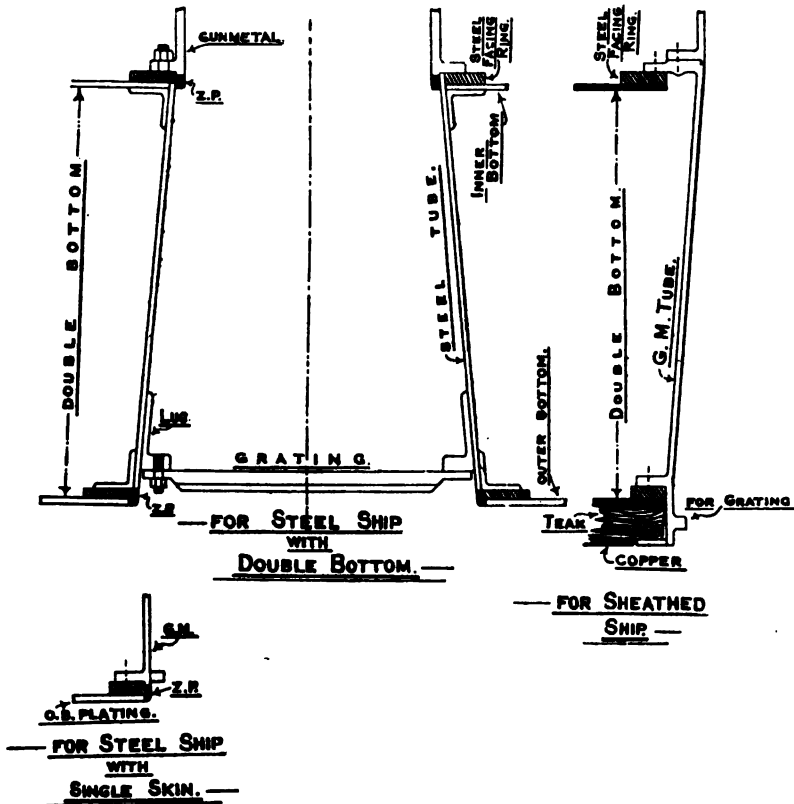 GUNMETAL.
Z.P.
DOUBLE BOTTOM
STEEL
FACING
RING.
INNER
BOTTOM
STEEL TUBE.
LUG
GRATING.
OUTER BOTTOM.
Z.P.
FOR STEEL SHIP
WITH
DOUBLE BOTTOM.
STEEL
FACING
RING.
DOUBLE BOTTOM.
G. M. TUBE.
FOR GRATING
TEAK
COPPER
FOR SHEATHED
SHIP
G.M.
Z.P.
O.B. PLATING.
FOR STEEL SHIP
WITH
SINGLE SKIN.